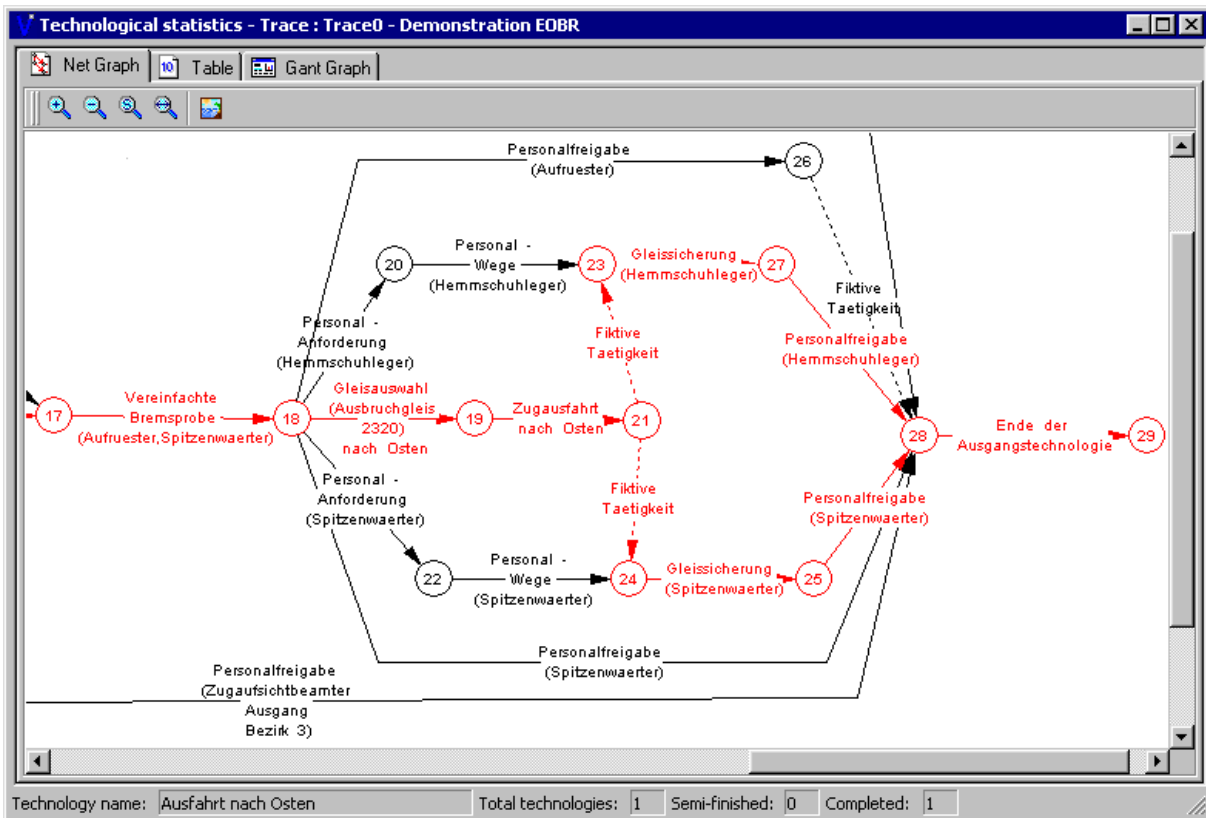 Technological statistics - Trace : Trace0 - Demonstration EOBR
Net Graph
10
Table
Gant Graph
S
Personalfreigabe
(Aufruester)
26
20
Personal -
Wege
(Hemmschuhleger)
23
Gleissicherung
(Hemmschuhleger)
27
Fiktive
Taetigkeit
Personal -
Anforderung
(Hemmschuhleger)
Fiktive
Taetigkeit
Personalfreigabe
(Hemmschuhleger)
17
Vereinfachte
Bremsprobe
(Aufruester,Spitzenwaerter)
18
Gleisauswahl
(Ausbruchgleis
2320)
nach Osten
19
Zugausfahrt
nach Osten
21
28
Ende der
Ausgangstechnologie
29
Personal -
Anforderung
(Spitzenwaerter)
Fiktive
Taetigkeit
Personalfreigabe
(Spitzenwaerter)
22
Personal -
Wege
(Spitzenwaerter)
24
Gleissicherung
(Spitzenwaerter)
25
Personalfreigabe
(Spitzenwaerter)
Personalfreigabe
(Zugaufsichtbeamter
Ausgang
Bezirk 3)
Technology name: Ausfahrt nach Osten Total technologies: 1 Semi-finished: 0 Completed: 1